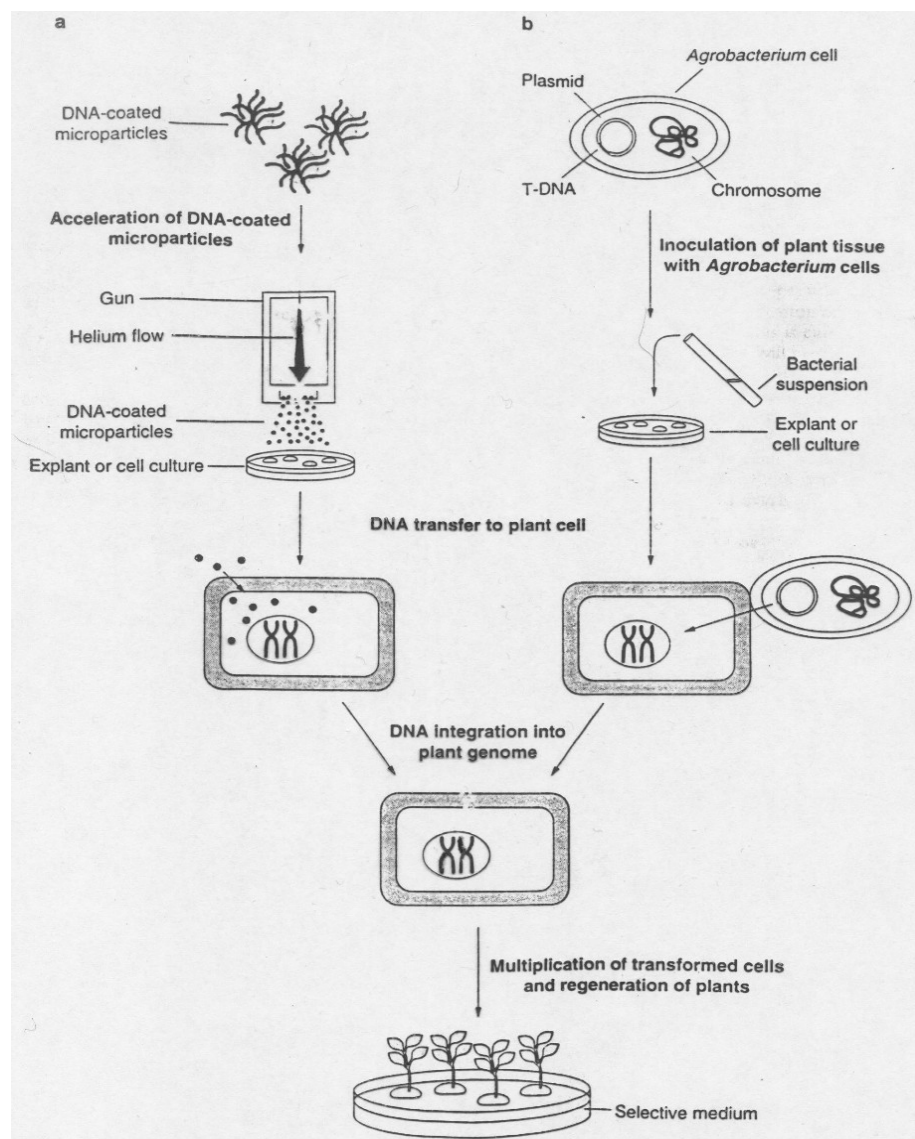 a
b
DNA-coated
microparticles
Acceleration of DNA-coated
microparticles
Gun
Helium flow
DNA-coated
microparticles
Explant or cell culture
Agrobacterium cell
Plasmid
T-DNA
Chromosome
Inoculation of plant tissue
with Agrobacterium cells
Bacterial
suspension
Explant or
cell culture
DNA transfer to plant cell
DNA integration into
plant genome
Multiplication of transformed cells
and regeneration of plants
Selective medium